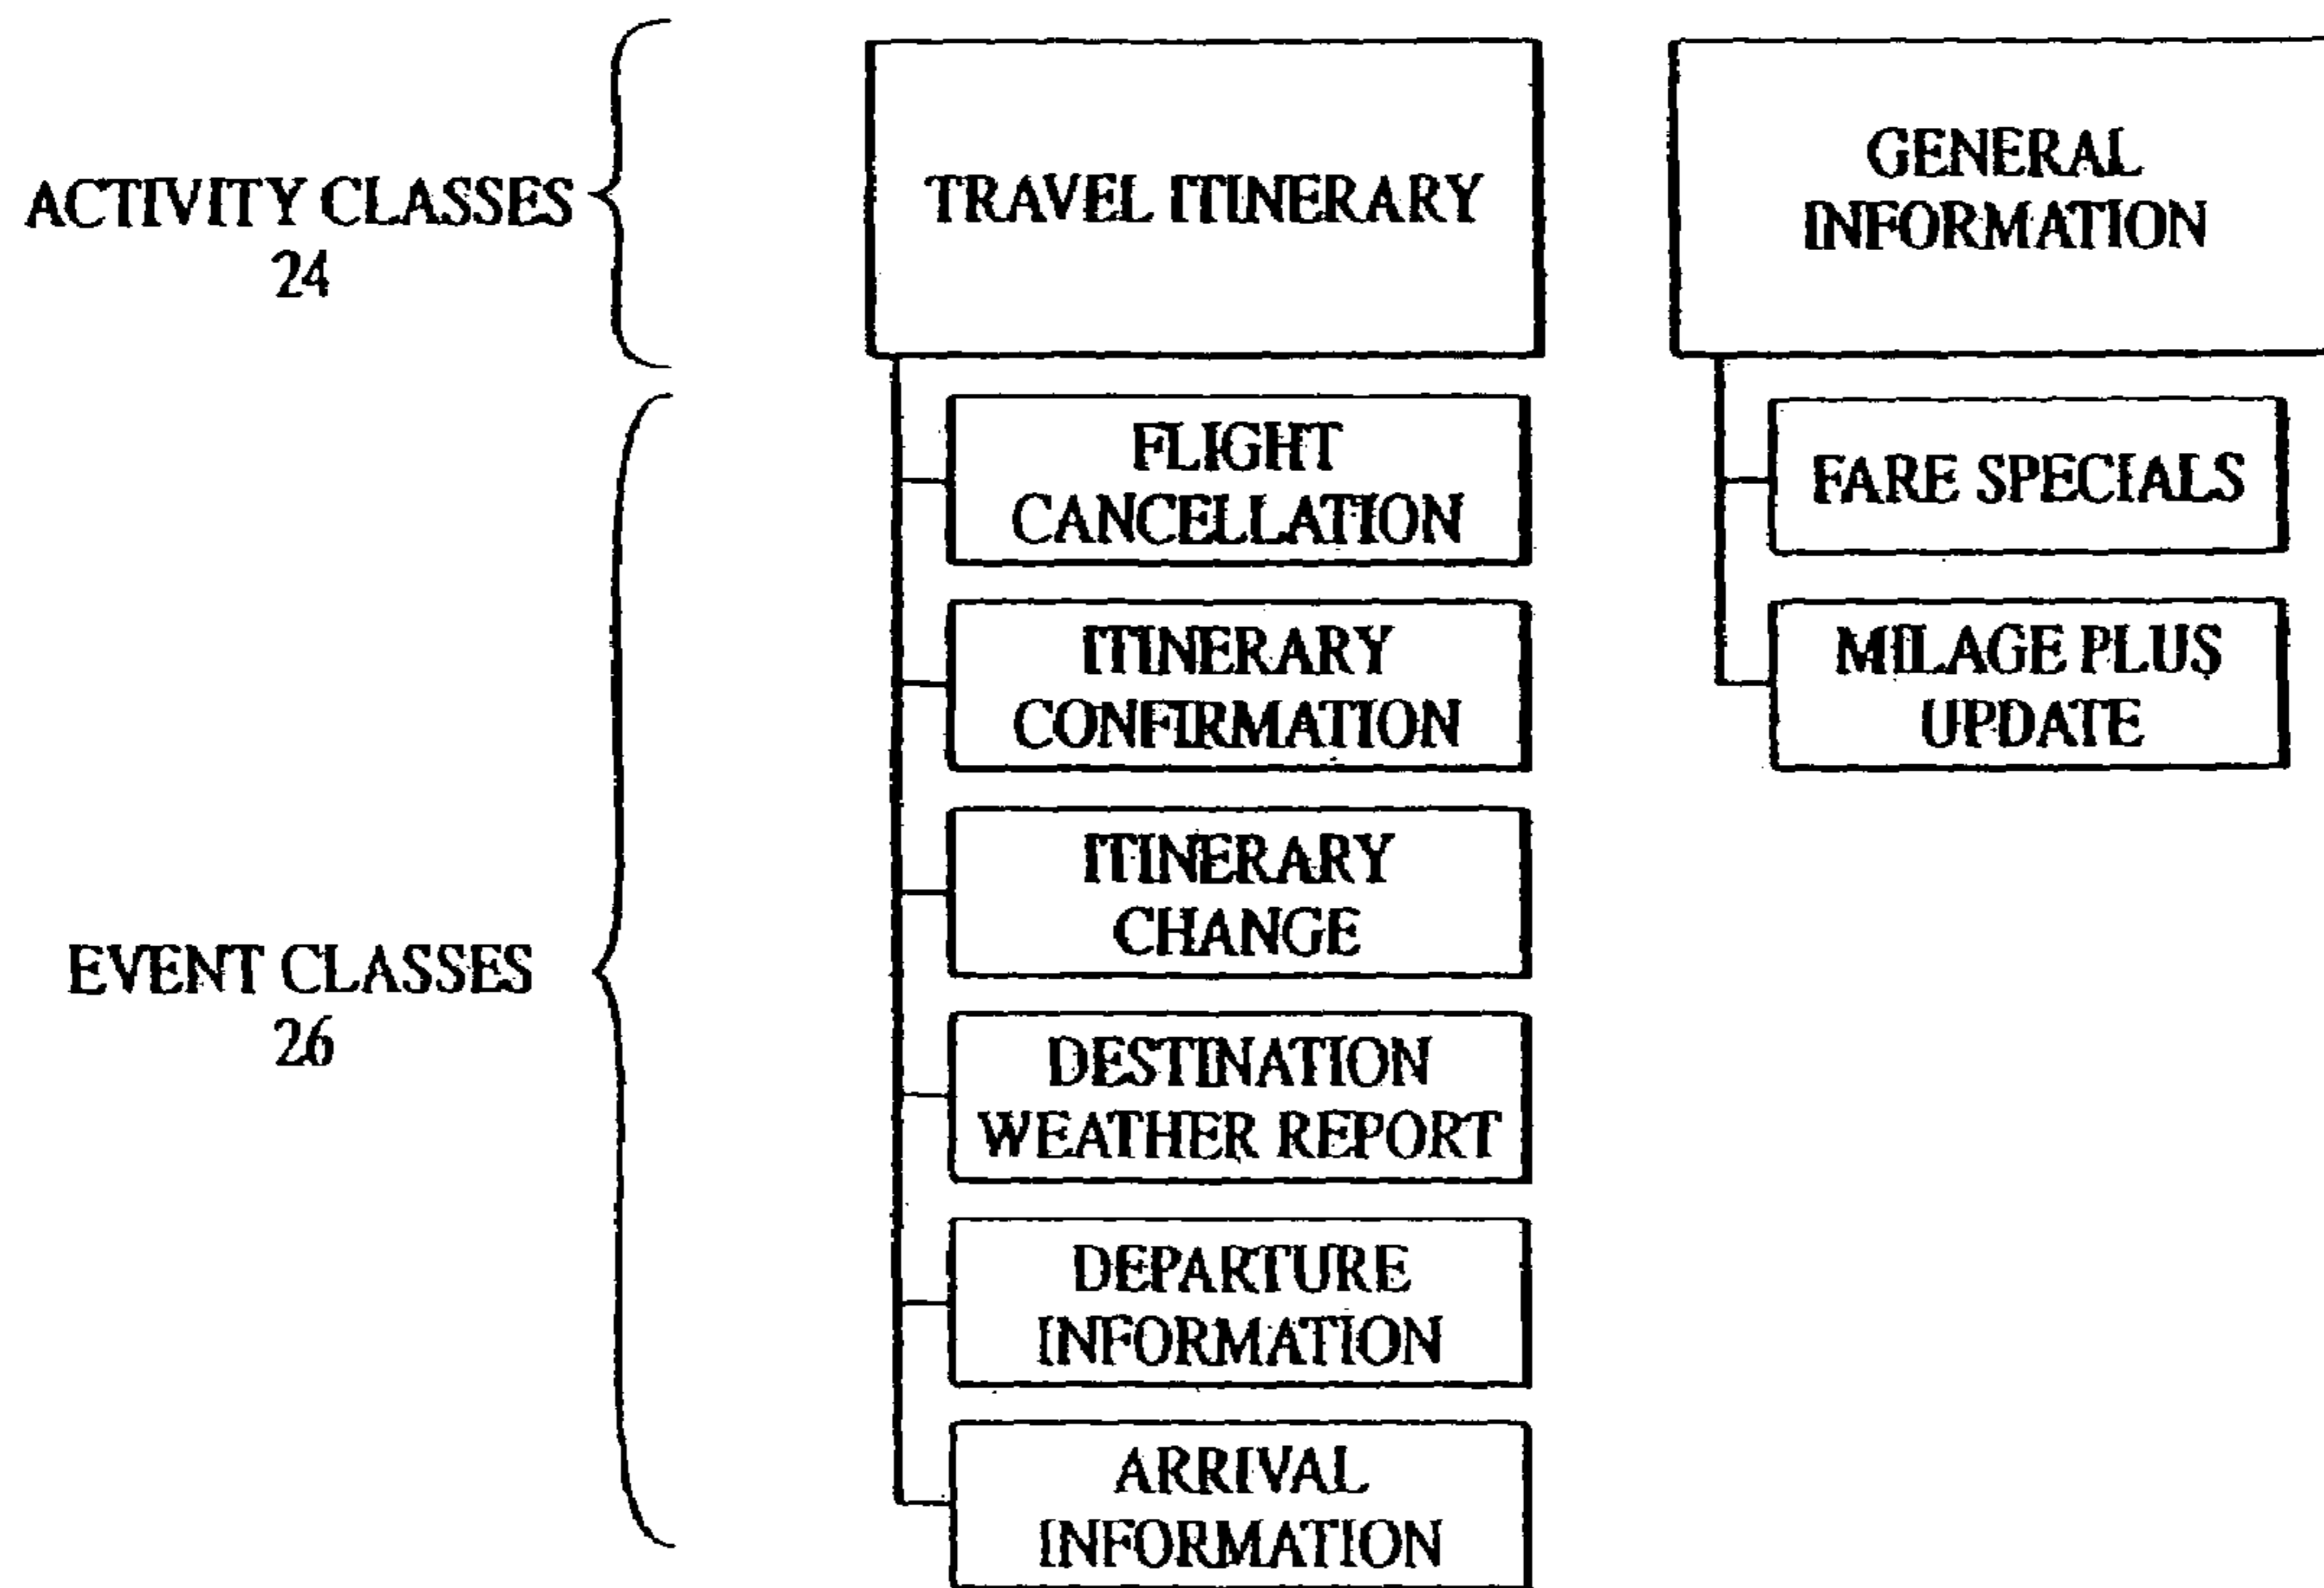 ACTIVITY CLASSES
24
TRAVEL ITINERARY
GENERAL
INFORMATION
EVENT CLASSES
26
FLIGHT
CANCELLATION
ITINERARY
CONFIRMATION
ITINERARY
CHANGE
DESTINATION
WEATHER REPORT
DEPARTURE
INFORMATION
ARRIVAL
INFORMATION
FARE SPECIALS
MILAGE PLUS
UPDATE